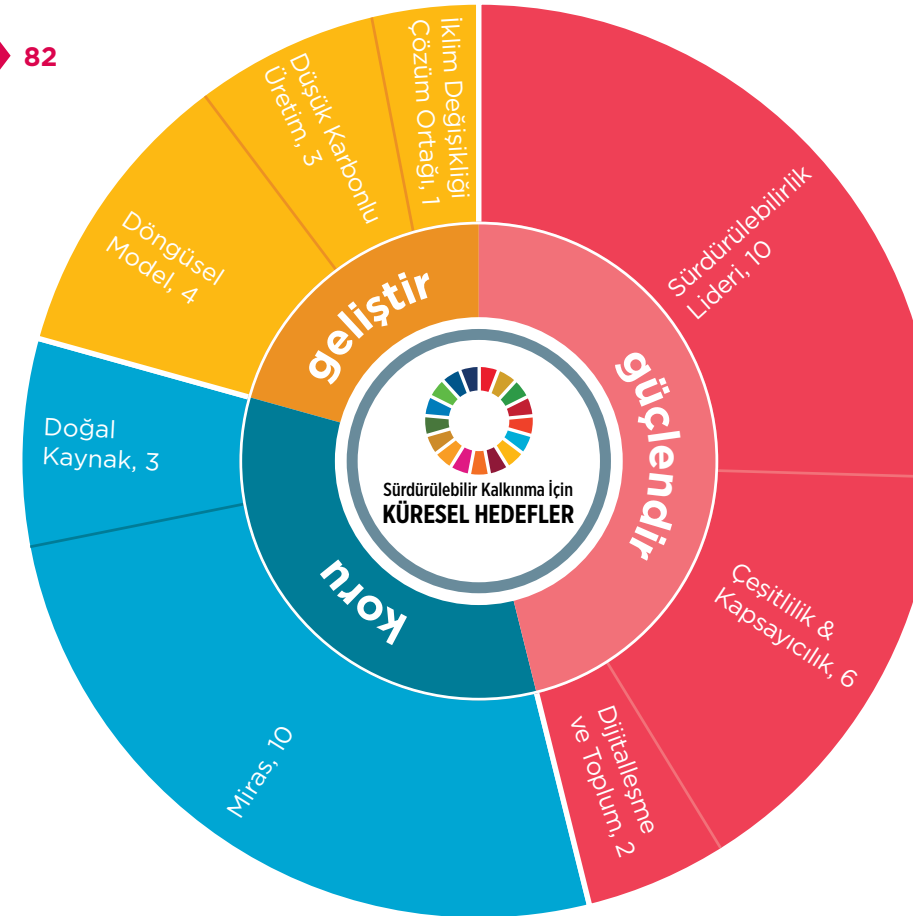 82
İklim Değişikliği
Çözüm Ortağı, 1
Düşük Karbonlu
Üretim, 3
Döngüsel
Model, 4
Sürdürülebilirlik
Lideri, 10
geliştir
güçlendir
Doğal
Kaynak, 3
Sürdürülebilir Kalkınma İçin
KÜRESEL HEDEFLER
koru
Çeşitlilik &
Kapsayıcılık, 6
Dijitalleşme
ve Toplum, 2
Miras, 10